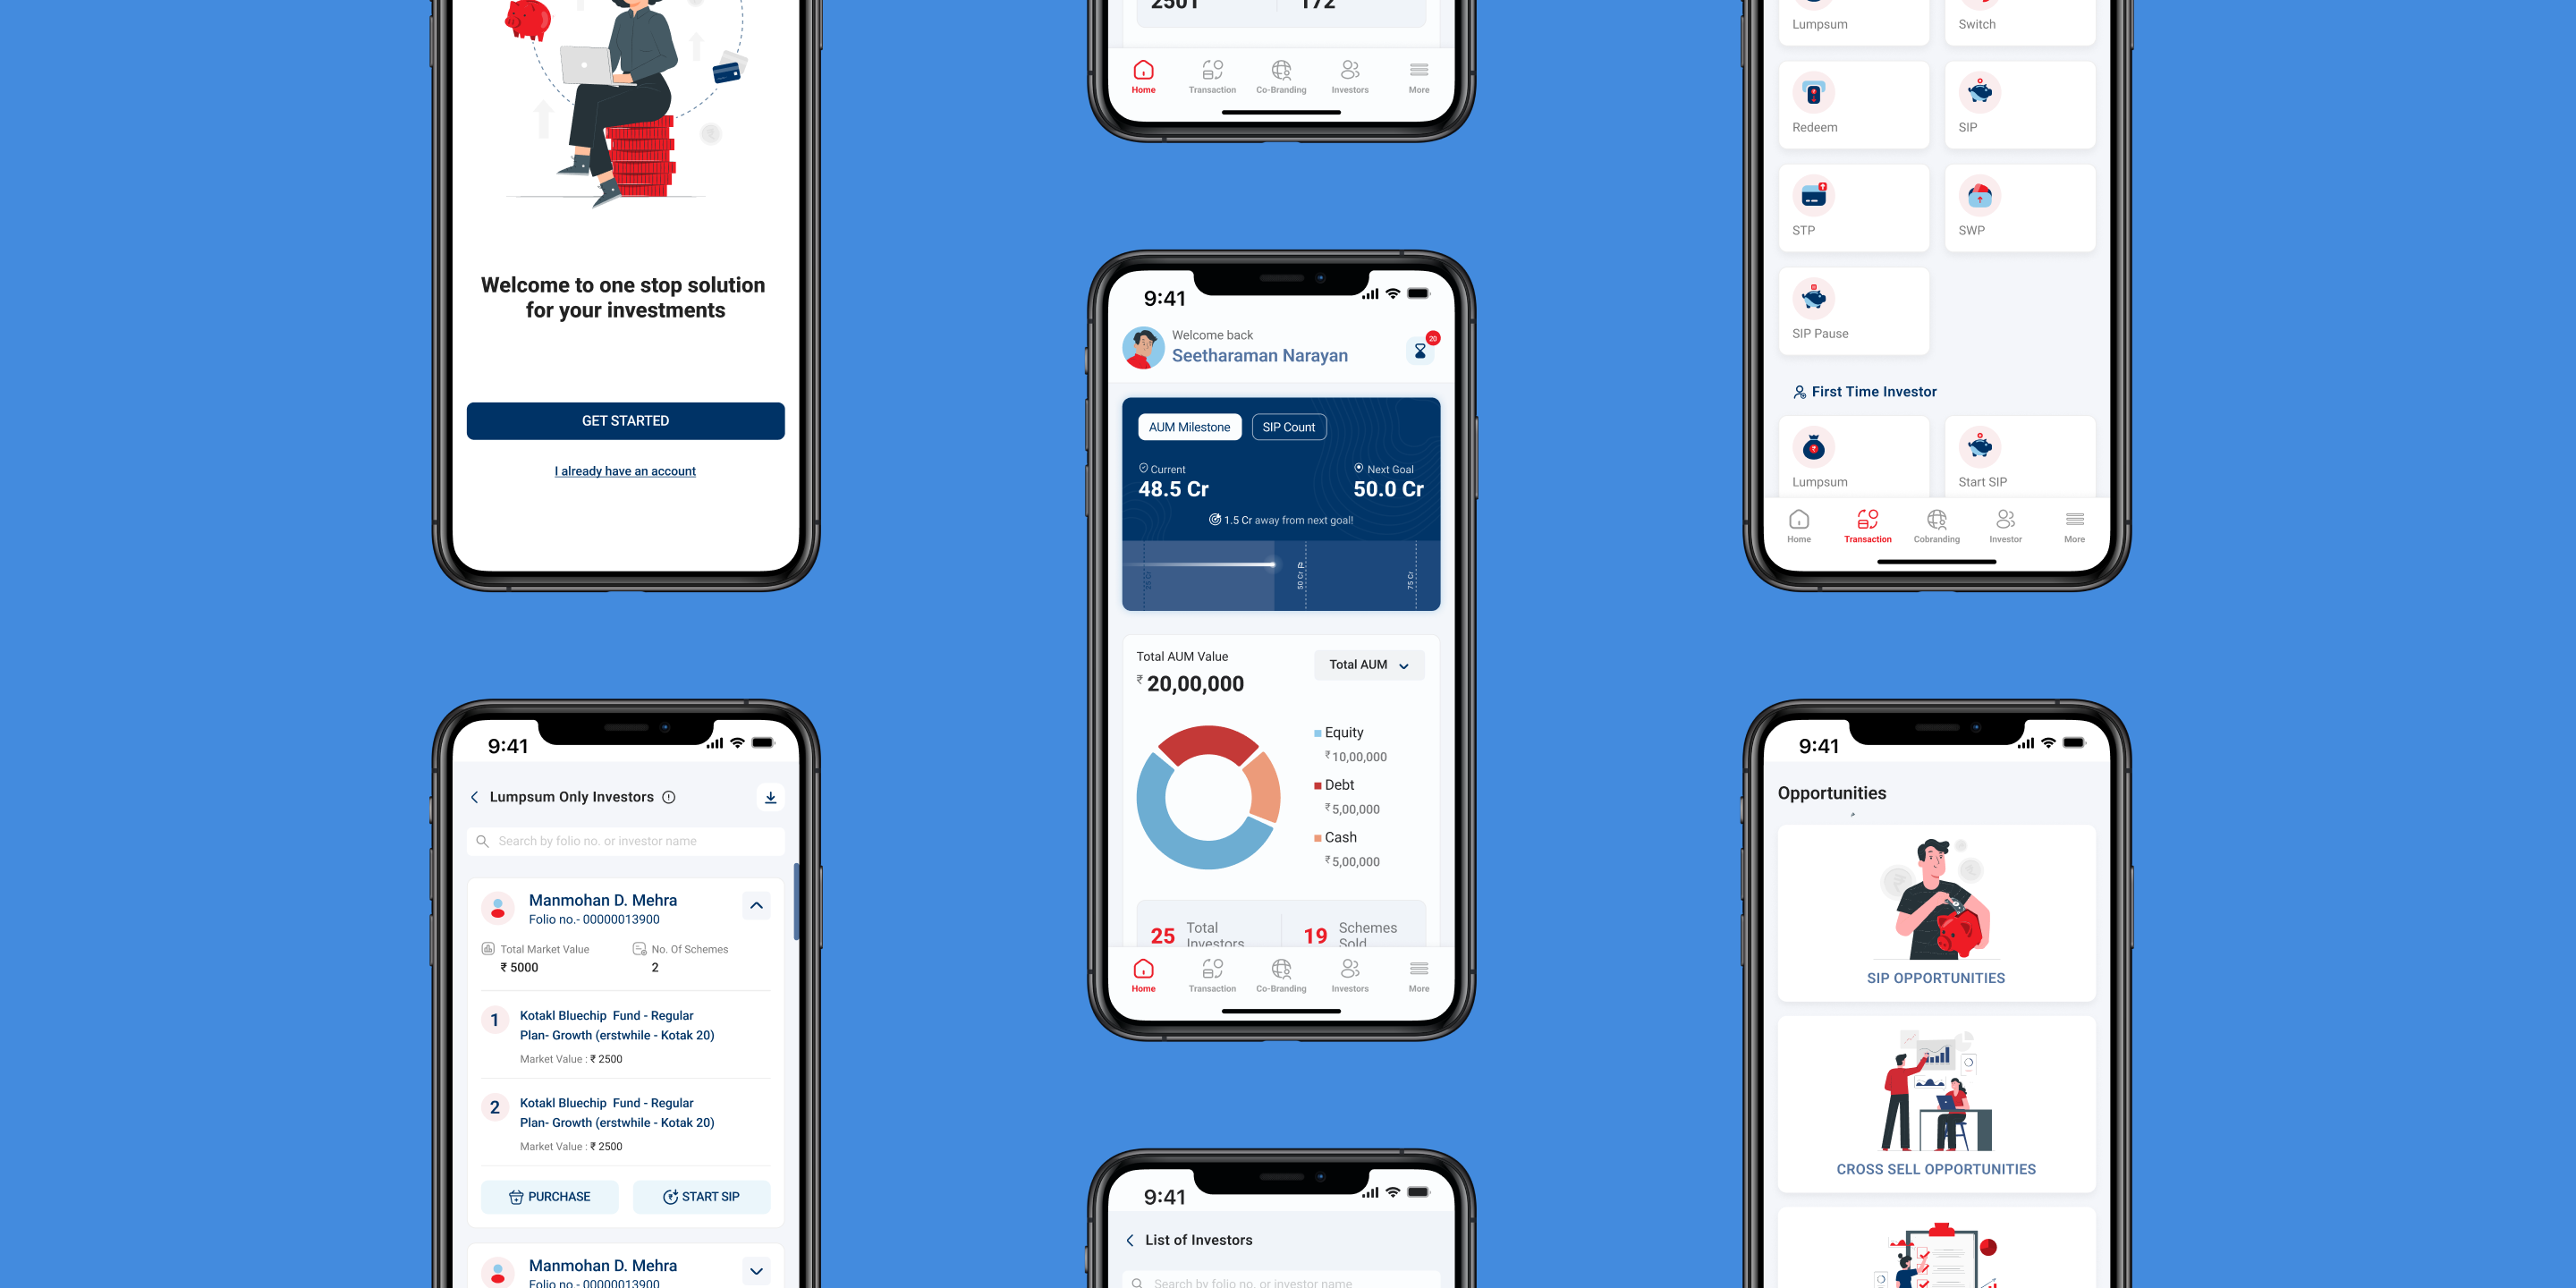 Welcome to one stop solution
for your investments
GET STARTED
I already have an account
9:41
Lumpsum Only Investors
Search by folio no. or investor name
Manmohan D. Mehra
Folio no.- 00000013900
Total Market Value
₹ 5000
No. Of Schemes
2
1
Kotakl Bluechip Fund - Regular
Plan- Growth (erstwhile - Kotak 20)
Market Value : ₹ 2500
2
Kotakl Bluechip Fund - Regular
Plan- Growth (erstwhile - Kotak 20)
Market Value : ₹ 2500
PURCHASE
START SIP
Manmohan D. Mehra
Folio no.- 00000013900
2501
172
Home
Transaction
Co-Branding
Investors
More
9:41
Welcome back
Seetharaman Narayan
20
AUM Milestone
SIP Count
Current
48.5 Cr
Next Goal
50.0 Cr
1.5 Cr away from next goal!
50 Cr
75 Cr
Total AUM Value
₹ 20,00,000
Total AUM
Equity
₹ 10,00,000
Debt
₹ 5,00,000
Cash
₹ 5,00,000
25
Total
Investors
19
Schemes
Sold
Home
Transaction
Co-Branding
Investors
More
9:41
List of Investors
Search by folio no. or investor name
Lumpsum
Switch
Redeem
SIP
STP
SWP
SIP Pause
First Time Investor
Lumpsum
Start SIP
Home
Transaction
Cobranding
Investor
More
9:41
Opportunities
SIP OPPORTUNITIES
CROSS SELL OPPORTUNITIES